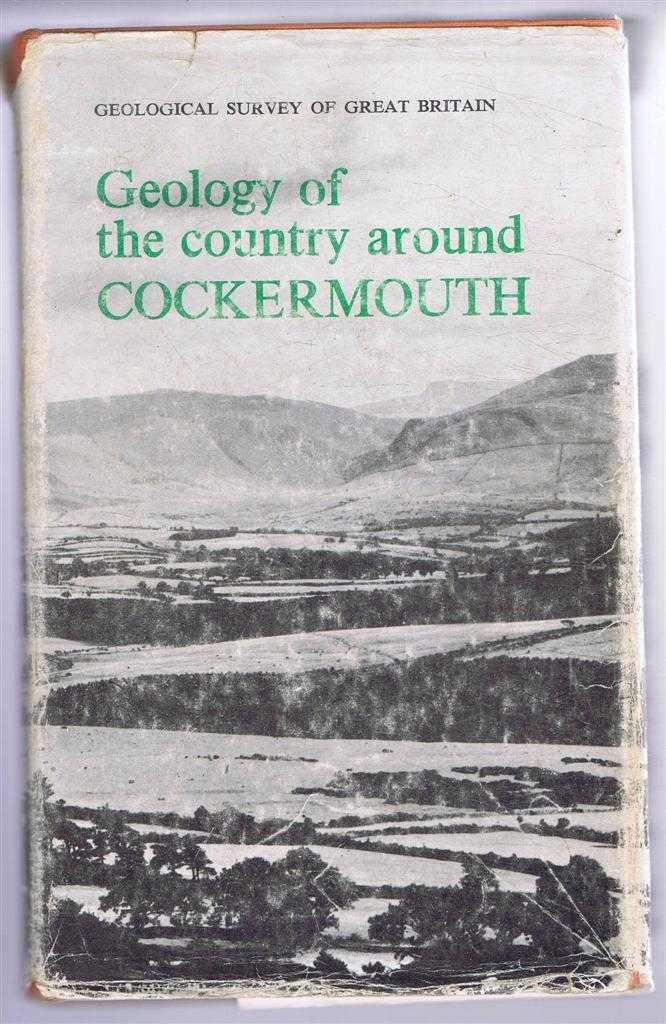 GEOLOGICAL SURVEY OF GREAT BRITAIN
Geology of
the country around
COCKERMOUTH